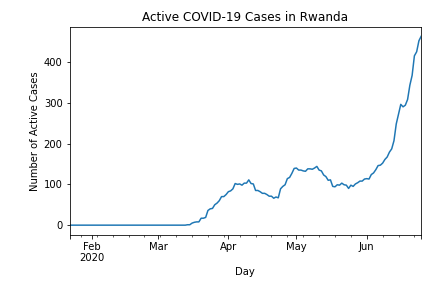 Active COVID-19 Cases in Rwanda
Number of Active Cases
400
300
200
100
0
Feb Mar Apr May Jun
2020
Day